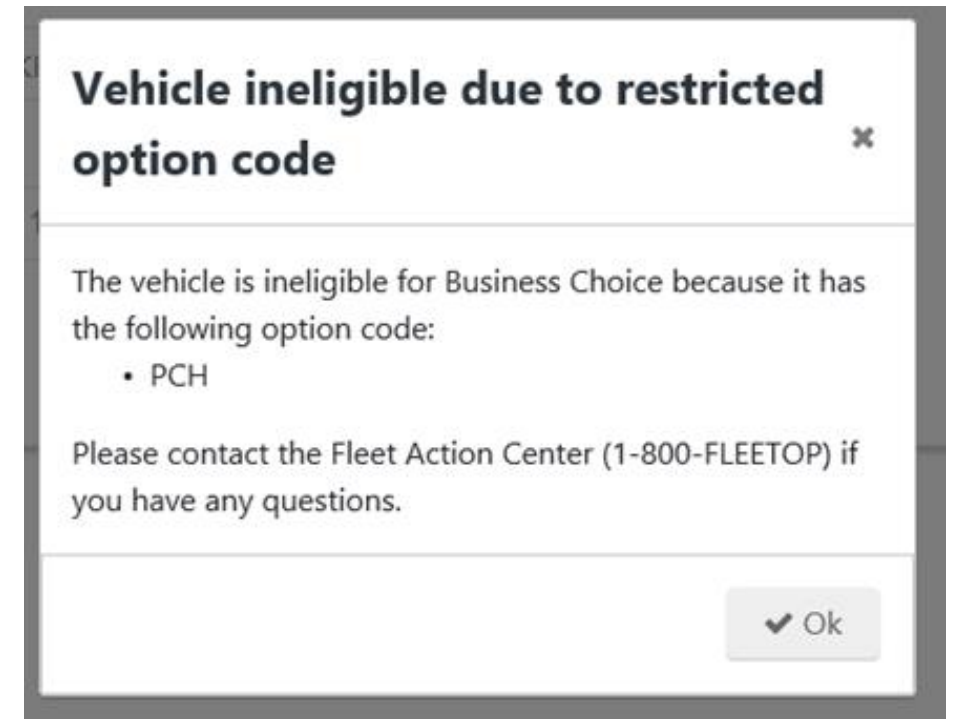 Vehicle ineligible due to restricted
option code
The vehicle is ineligible for Business Choice because it has
the following option code:
• PCH
Please contact the Fleet Action Center (1-800-FLEETOP) if
you have any questions.
Ok